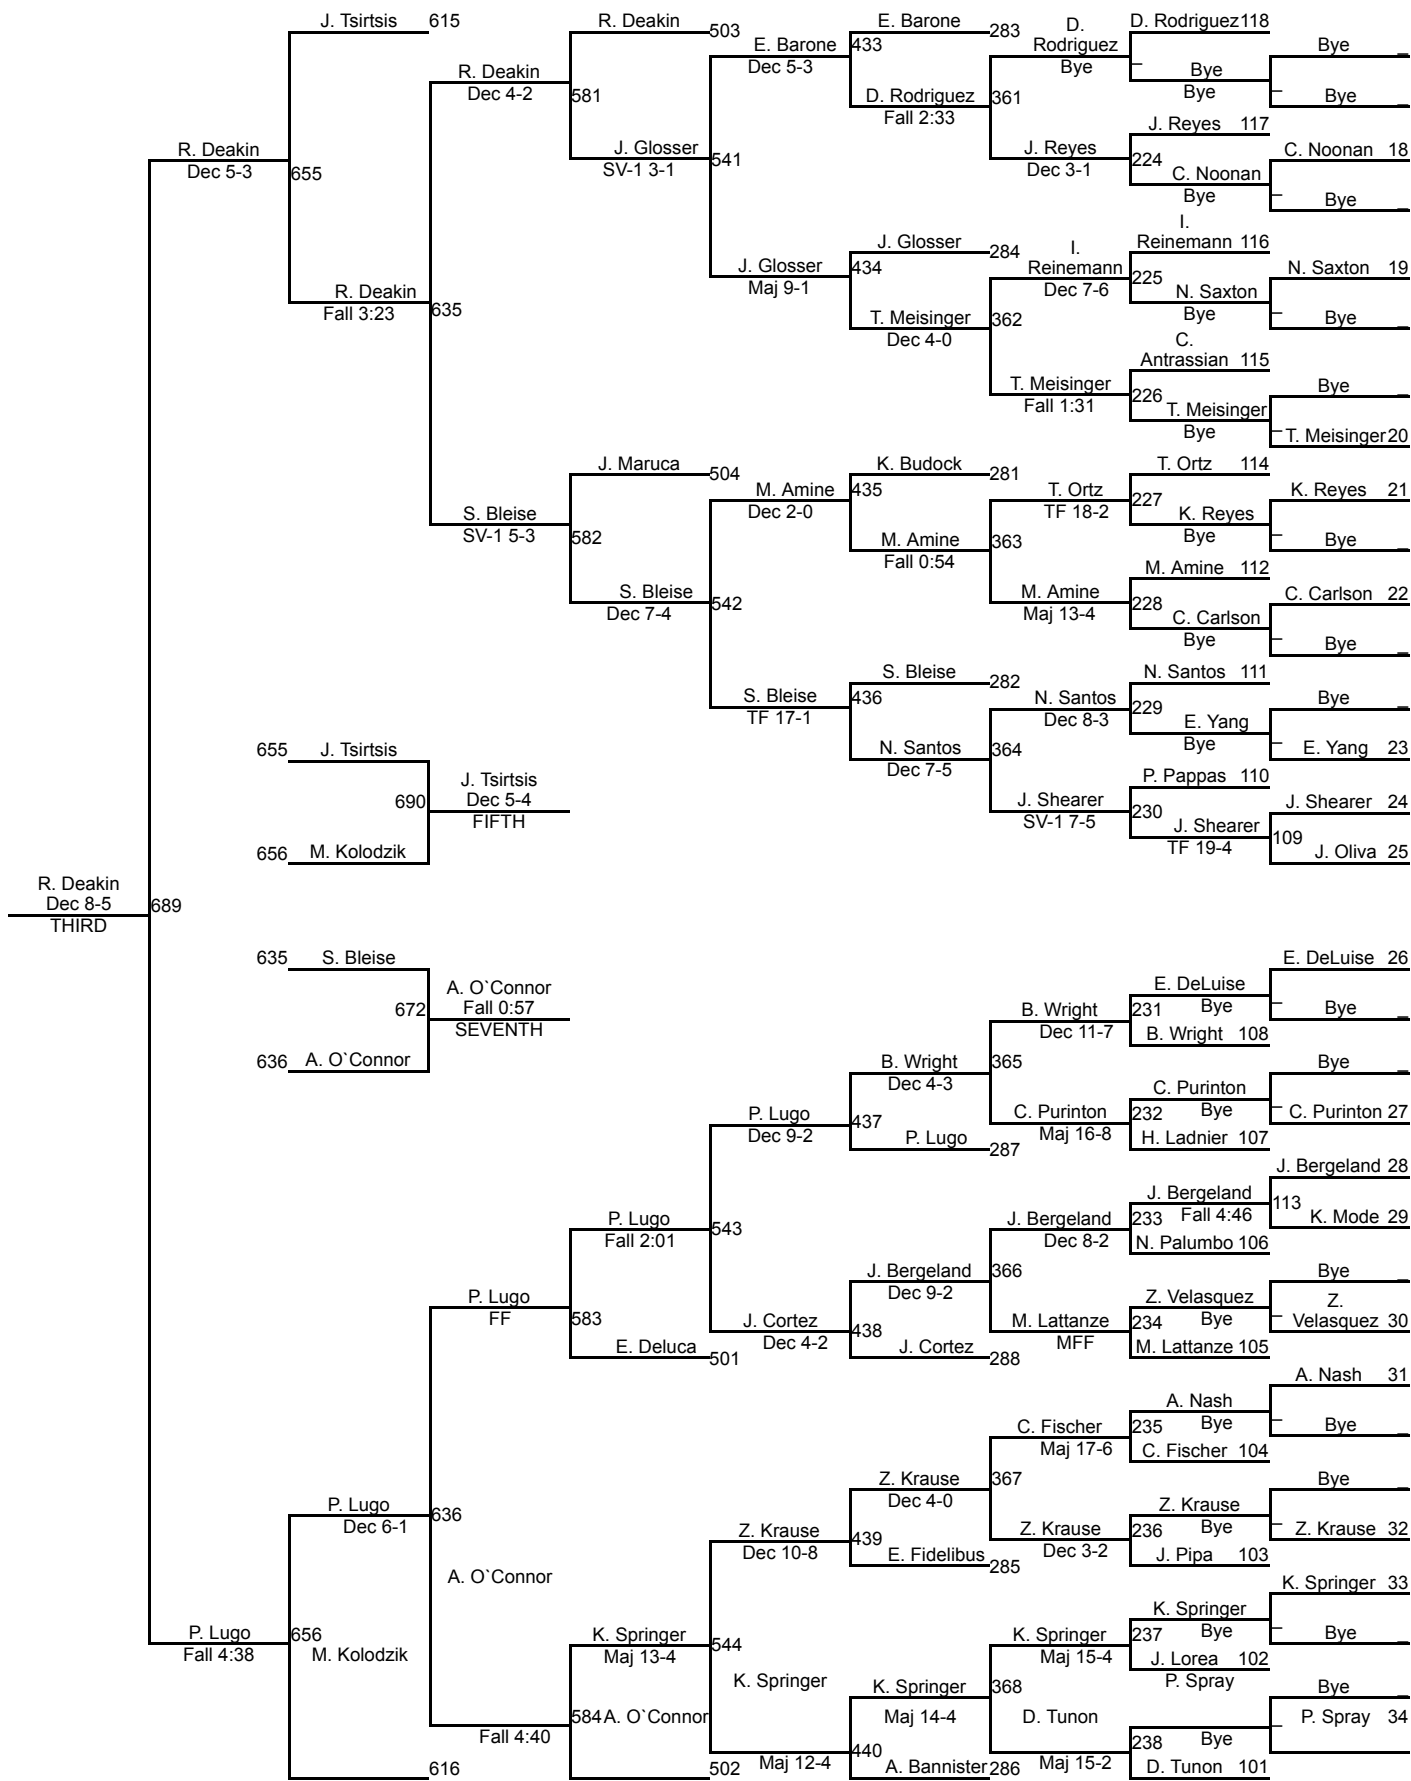 J. Tsirtsis 615
R. Deakin 503
E. Barone 283
D. Rodriguez
D. Rodriguez 118
Bye _
E. Barone 433
Dec 5-3
Bye
_ Bye
Bye
R. Deakin
Dec 4-2
581
D. Rodriguez 361
Fall 2:33
_ Bye _
J. Reyes 117
R. Deakin
Dec 5-3
655
J. Glosser 541
SV-1 3-1
J. Reyes 224
Dec 3-1
C. Noonan 18
C. Noonan
Bye
_ Bye _
J. Glosser 284
I. Reinemann
Dec 7-6
I. Reinemann 116
J. Glosser 434
Maj 9-1
225
N. Saxton 19
N. Saxton
Bye
_ Bye _
R. Deakin 635
Fall 3:23
T. Meisinger 362
Dec 4-0
C. Antrassian 115
T. Meisinger 226
Fall 1:31
Bye _
T. Meisinger
Bye
_ T. Meisinger 20
J. Maruca 504
K. Budock 281
T. Ortz 114
M. Amine 435
Dec 2-0
T. Ortz 227
TF 18-2
K. Reyes 21
K. Reyes
Bye
_ Bye _
S. Bleise 582
SV-1 5-3
M. Amine 363
Fall 0:54
M. Amine 112
S. Bleise 542
Dec 7-4
M. Amine 228
Maj 13-4
C. Carlson 22
C. Carlson
Bye
_ Bye _
S. Bleise 282
N. Santos 111
S. Bleise 436
TF 17-1
N. Santos 229
Dec 8-3
Bye _
E. Yang
Bye
_ E. Yang 23
655 J. Tsirtsis
N. Santos 364
Dec 7-5
P. Pappas 110
690
J. Tsirtsis
Dec 5-4
FIFTH
J. Shearer 230
SV-1 7-5
J. Shearer 24
J. Shearer 109
TF 19-4
656 M. Kolodzik
J. Oliva 25
R. Deakin
Dec 8-5
THIRD
689
635 S. Bleise
E. DeLuise 26
672
A. O`Connor
Fall 0:57
SEVENTH
B. Wright
Dec 11-7
E. DeLuise
231 Bye
_ Bye _
B. Wright 108
636 A. O`Connor
B. Wright 365
Dec 4-3
Bye _
C. Purinton
Maj 16-8
C. Purinton
232 Bye
_ C. Purinton 27
P. Lugo 437
Dec 9-2
P. Lugo 287
H. Ladnier 107
J. Bergeland 28
J. Bergeland
233 Fall 4:46
113 K. Mode 29
P. Lugo 543
Fall 2:01
J. Bergeland 366
Dec 8-2
N. Palumbo 106
J. Bergeland
Dec 9-2
Bye _
P. Lugo 583
FF
M. Lattanze
MFF
Z. Velasquez
234 Bye
_ Z. Velasquez 30
J. Cortez 438
Dec 4-2
E. Deluca 501
J. Cortez 288
M. Lattanze 105
A. Nash 31
C. Fischer
Maj 17-6
A. Nash
235 Bye
_ Bye _
C. Fischer 104
Z. Krause 367
Dec 4-0
Bye _
P. Lugo 636
Dec 6-1
Z. Krause 439
Dec 10-8
Z. Krause
Dec 3-2
Z. Krause
236 Bye
_ Z. Krause 32
E. Fidelibus 285
J. Pipa 103
A. O`Connor
K. Springer 33
P. Lugo 656
Fall 4:38
M. Kolodzik
K. Springer 544
Maj 13-4
K. Springer
Maj 15-4
K. Springer
237 Bye
_ Bye _
J. Lorea 102
K. Springer
K. Springer 368
Maj 14-4
P. Spray
Bye _
Fall 4:40
584 A. O`Connor
D. Tunon
_ P. Spray 34
Maj 12-4
440
Maj 15-2
238 Bye
616
502
A. Bannister 286
D. Tunon 101